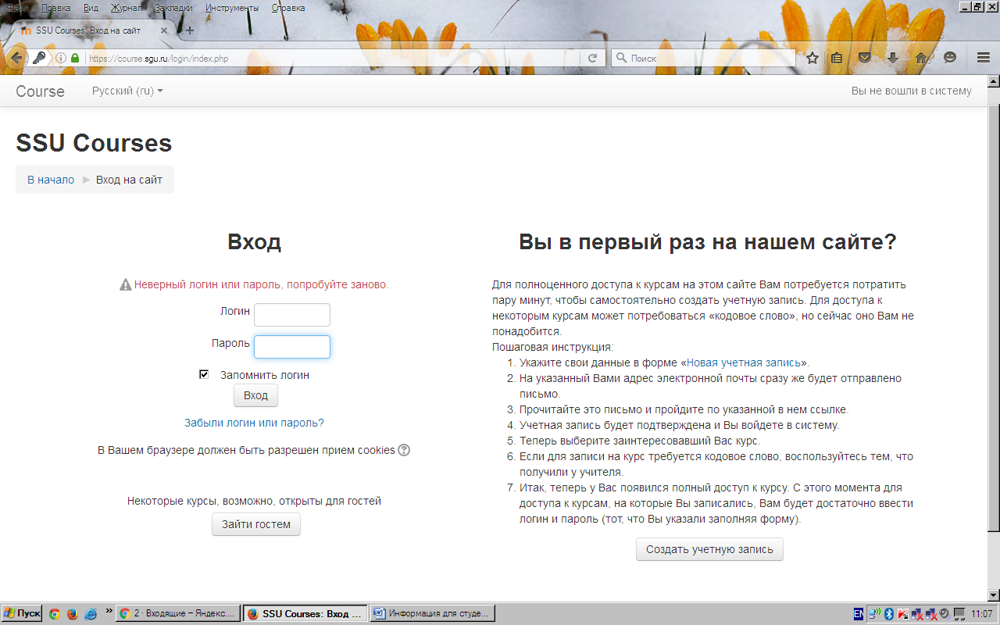 Файл Правка Вид Журнал Закладки Инструменты Справка
SSU Courses: Вход на сайт
https://course.sgu.ru/login/index.php
Поиск
Course Русский (ru) Вы не вошли в систему
SSU Courses
В начало Вход на сайт
Вход
Неверный логин или пароль, попробуйте заново.
Логин
Пароль
Запомнить логин
Вход
Забыли логин или пароль?
В Вашем браузере должен быть разрешен прием cookies
Некоторые курсы, возможно, открыты для гостей
Зайти гостем
Вы в первый раз на нашем сайте?
Для полноценного доступа к курсам на этом сайте Вам потребуется потратить
пару минут, чтобы самостоятельно создать учетную запись. Для доступа к
некоторым курсам может потребоваться «кодовое слово», но сейчас оно Вам не
понадобится.
Пошаговая инструкция:
1. Укажите свои данные в форме «Новая учетная запись».
2. На указанный Вами адрес электронной почты сразу же будет отправлено
письмо.
3. Прочитайте это письмо и пройдите по указанной в нем ссылке.
4. Учетная запись будет подтверждена и Вы войдете в систему.
5. Теперь выберите заинтересовавший Вас курс.
6. Если для записи на курс требуется кодовое слово, воспользуйтесь тем, что
получили у учителя.
7. Итак, теперь у Вас появился полный доступ к курсу. С этого момента для
доступа к курсам, на которые Вы записались, Вам будет достаточно ввести
логин и пароль (тот, что Вы указали заполняя форму).
Создать учетную запись
Пуск » 2 · Входящие – Яндекс.... SSU Courses: Вход ... Информация для студе... EN 11:07